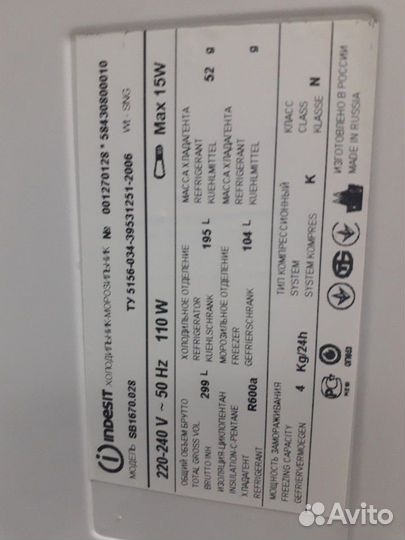 indesit ХОЛОДИЛЬНИК-МОРОЗИЛЬНИК № 001270128 * 58430800010
МОДЕЛЬ SB1670.028 ТУ 5156-034-39531251-2006 Wt - SNG
220-240 V ~ 50 Hz 110 W Max 15W
ОБЩИЙ ОБЪЕМ БРУТТО
TOTAL GROSS VOL
BRUTTO INH 299 L
ХОЛОДИЛЬНОЕ ОТДЕЛЕНИЕ
REFRIGERATOR
KUEHLSCHRANK 195 L
МАССА ХЛАДАГЕНТА
REFRIGERANT
KUEHLMITTEL 52 g
ИЗОЛЯЦИЯ-ЦИКЛОПЕНТАН
INSULATION-C-PENTANE
ХЛАДАГЕНТ
REFRIGERANT R600a
МОРОЗИЛЬНОЕ ОТДЕЛЕНИЕ
FREEZER
GEFRIERSCHRANK 104 L
МАССА ХЛАДАГЕНТА
REFRIGERANT
KUEHLMITTEL g
МОЩНОСТЬ ЗАМОРАЖИВАНИЯ
FREEZING CAPACITY
GEFRIERVERMOEGEN 4 Kg/24h
ТИП КОМПРЕССИОННЫЙ
SYSTEM
SYSTEM KOMPRES K
КЛАСС
CLASS
KLASSE N
ИЗГОТОВЛЕНО В РОССИИ
MADE IN RUSSIA
Avito